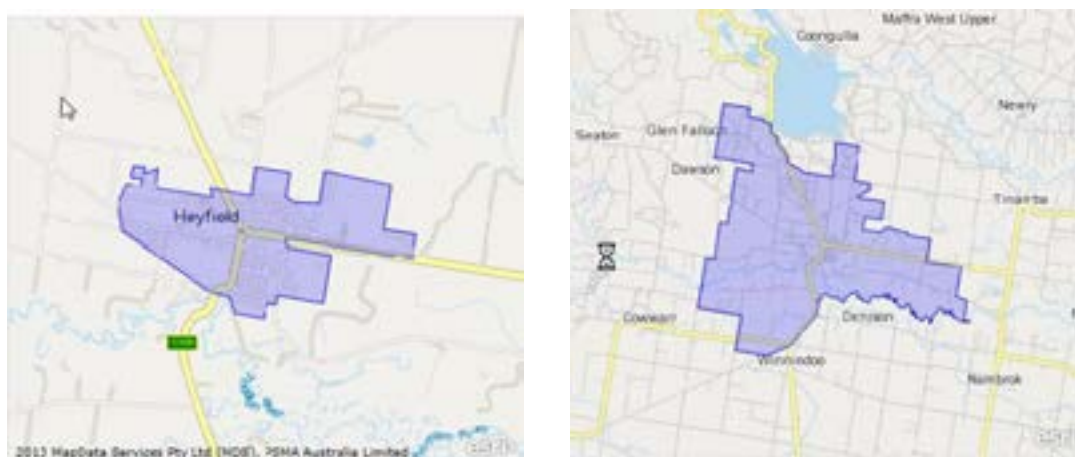 Heyfield
2013 MapData Services Pty Ltd (MDS), PSMA Australia Limited
Maffra West Upper
Coongulla
Newry
Seaton
Glen Falloch
Dawson
Tinamba
Cowwarr
Denison
Winnindoo
Nambrok